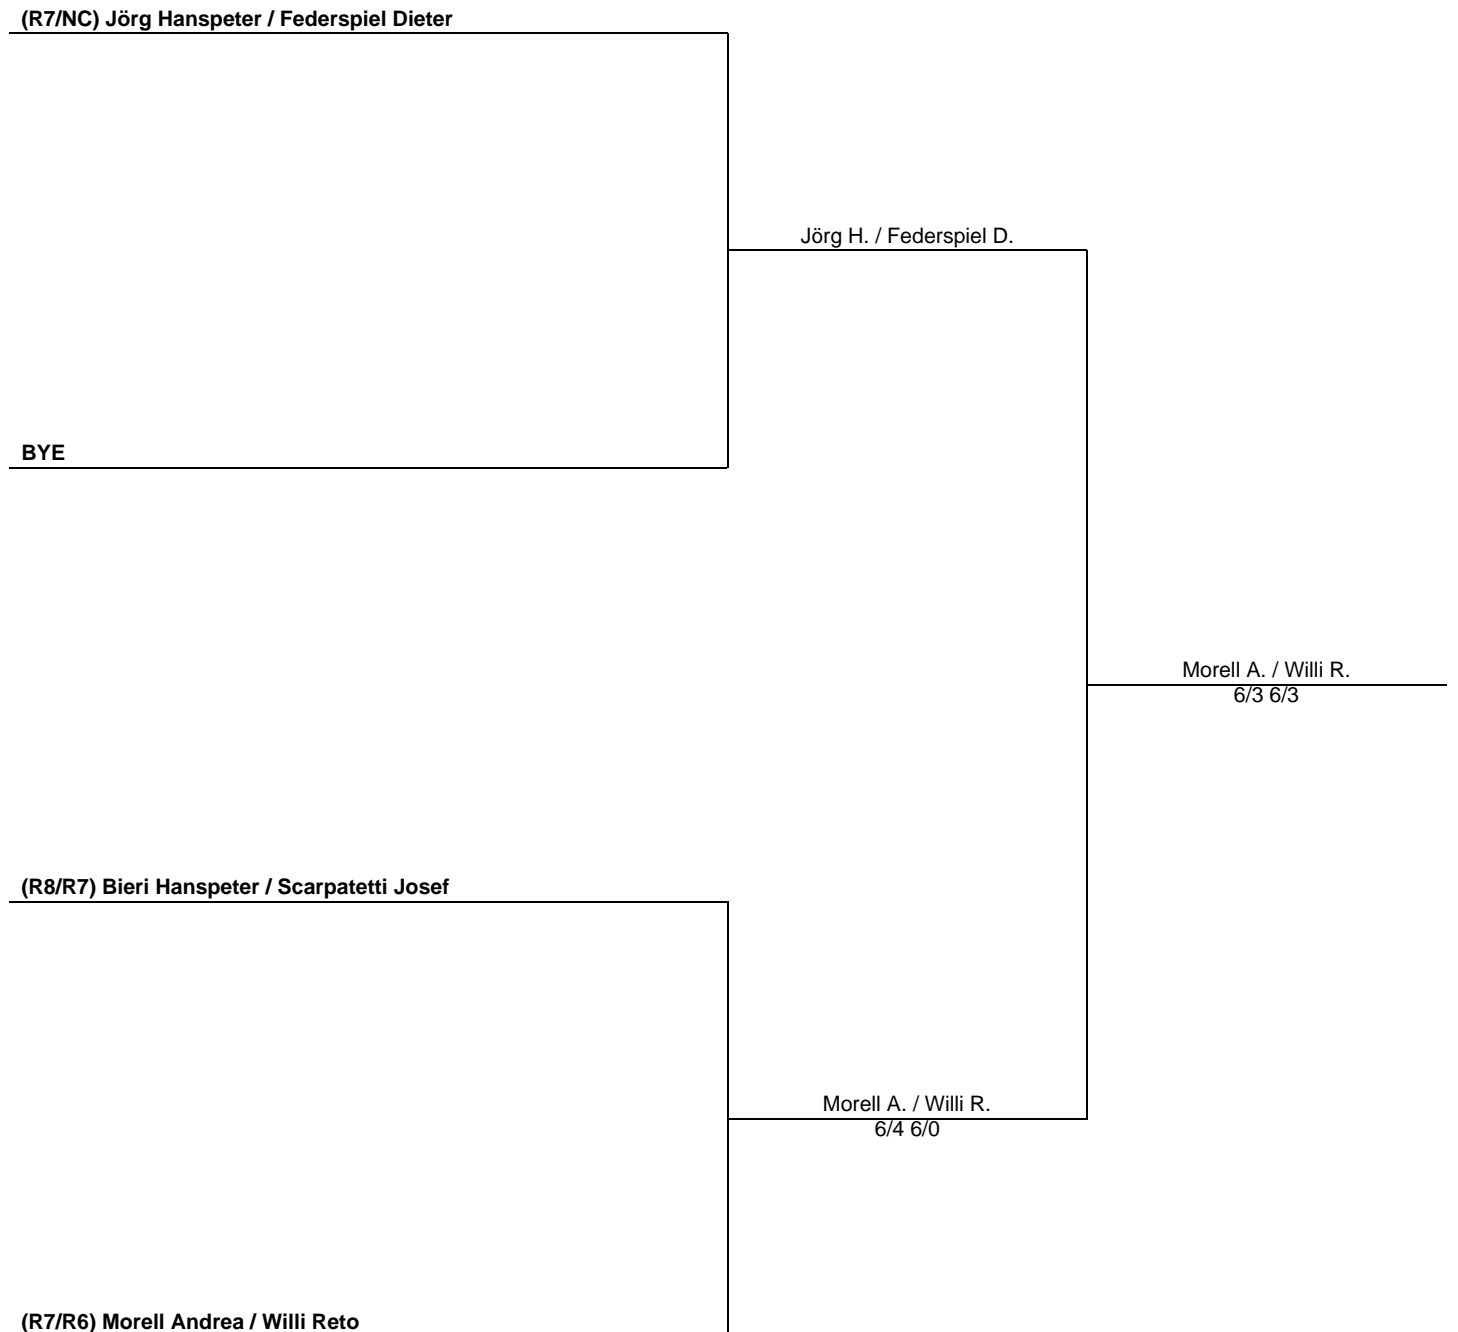 (R7/NC) Jörg Hanspeter / Federspiel Dieter
Jörg H. / Federspiel D.
BYE
Morell A. / Willi R.
6/3 6/3
(R8/R7) Bieri Hanspeter / Scarpatetti Josef
Morell A. / Willi R.
6/4 6/0
(R7/R6) Morell Andrea / Willi Reto